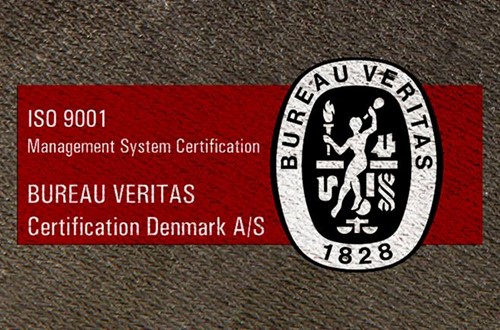 ISO 9001
Management System Certification
BUREAU VERITAS
Certification Denmark A/S
BUREAU VERITAS
1828